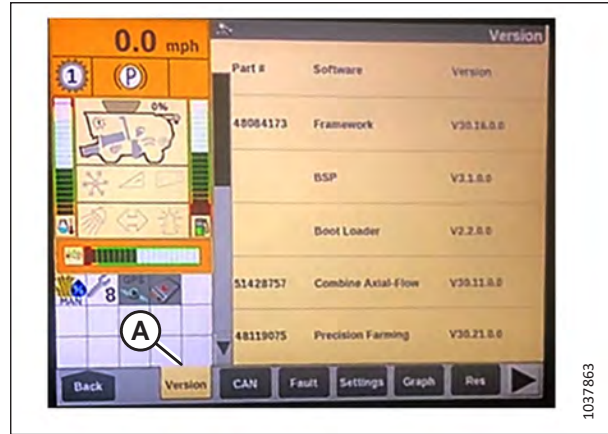 0.0 mph
Version
1
P
Part # Software Version
0%
48084173 Framework V30.16.0.0
BSP V3.1.0.0
Boot Loader V2.2.0.0
51428757 Combine Axial-Flow V30.11.0.0
MAN
8
A
48119075 Precision Farming V30.21.0.0
Back Version CAN Fault Settings Graph Res
1037863